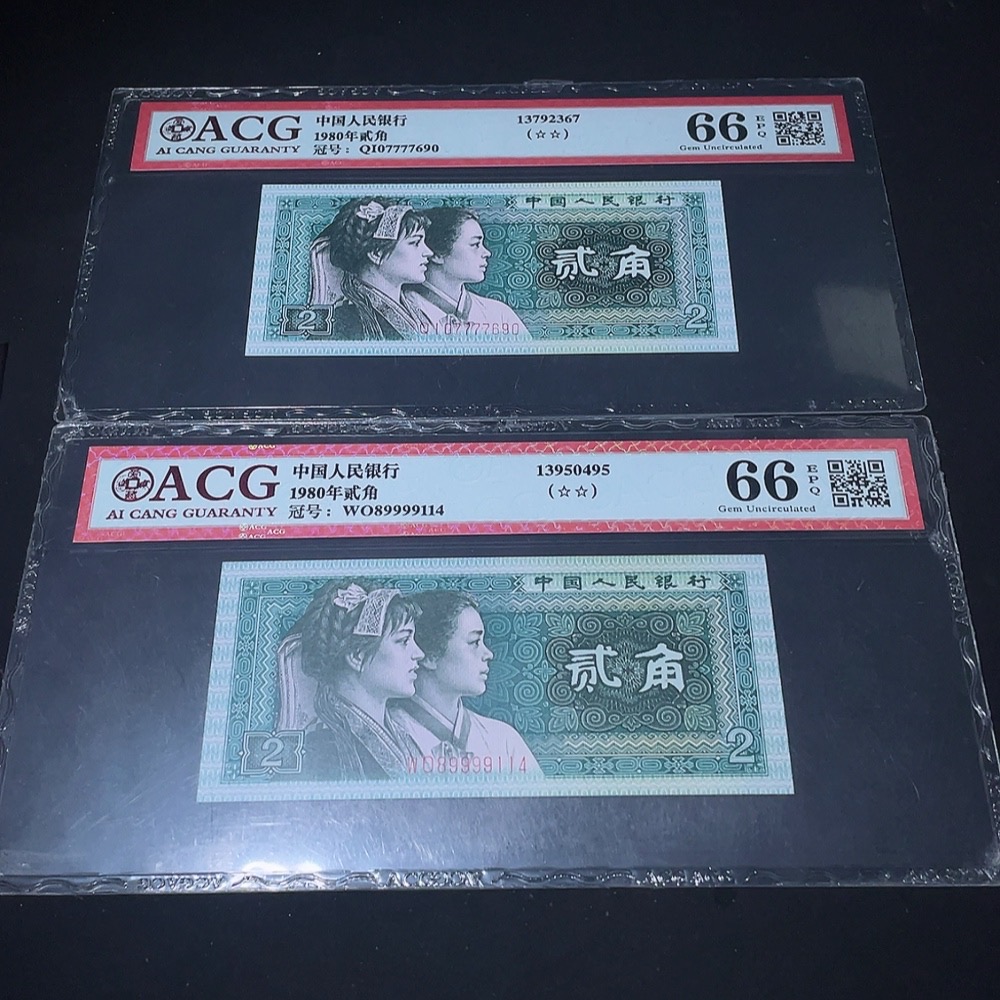 ACG
AI CANG GUARANTY
中国人民银行
1980年贰角
冠号：QI07777690
13792367
(☆☆)
66
EPQ
Gem Uncirculated
中国人民银行
贰角
2
2
QI07777690
ACG
AI CANG GUARANTY
中国人民银行
1980年贰角
冠号：WO89999114
13950495
(☆☆)
66
EPQ
Gem Uncirculated
中国人民银行
贰角
2
2
WO89999114